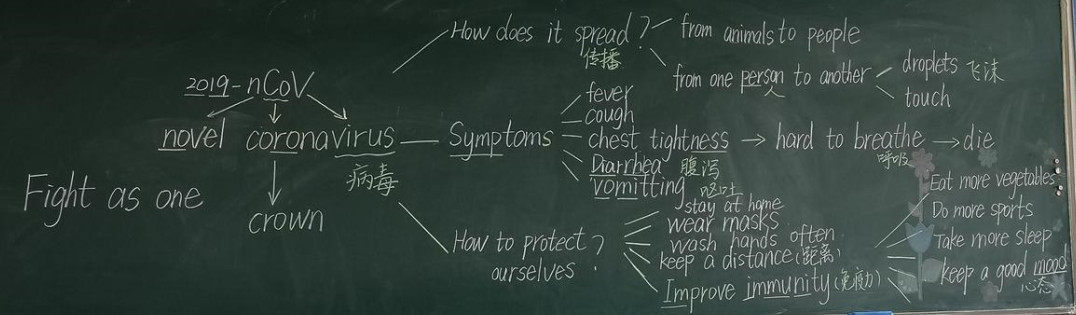 Fight as one
2019-nCoV
novel coronavirus
病毒
crown
How does it spread?
传播
from animals to people
from one person to another
人
droplets 飞沫
touch
Symptoms
fever
cough
chest tightness → hard to breathe → die
呼吸
Diarrhea 腹泻
vomitting 呕吐
How to protect
ourselves?
stay at home
wear masks
wash hands often
keep a distance (距离)
Improve immunity (免疫力)
Eat more vegetables
Do more sports
Take more sleep
keep a good mood
心态